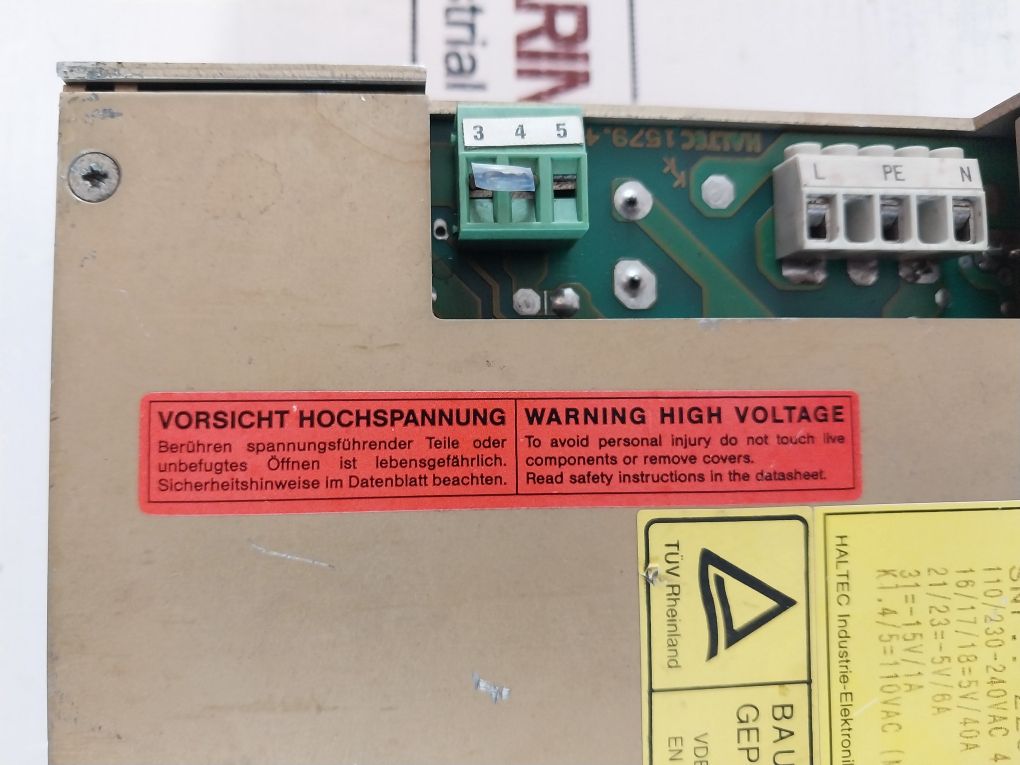 RIN
trial
3 4 5
HALTEC 1579.
L PE N
VORSICHT HOCHSPANNUNG
Berühren spannungsführender Teile oder
unbefugtes Öffnen ist lebensgefährlich.
Sicherheitshinweise im Datenblatt beachten.
WARNING HIGH VOLTAGE
To avoid personal injury do not touch live
components or remove covers.
Read safety instructions in the datasheet.
TÜV Rheinland
BAU
GEP
VDE
EN
HALTEC Industrie-Elektronik
110/230-240VAC 4
16/17/18=5V/40A
21/23=-5V/6A
31=-15V/1A
K1.4/5=110VAC